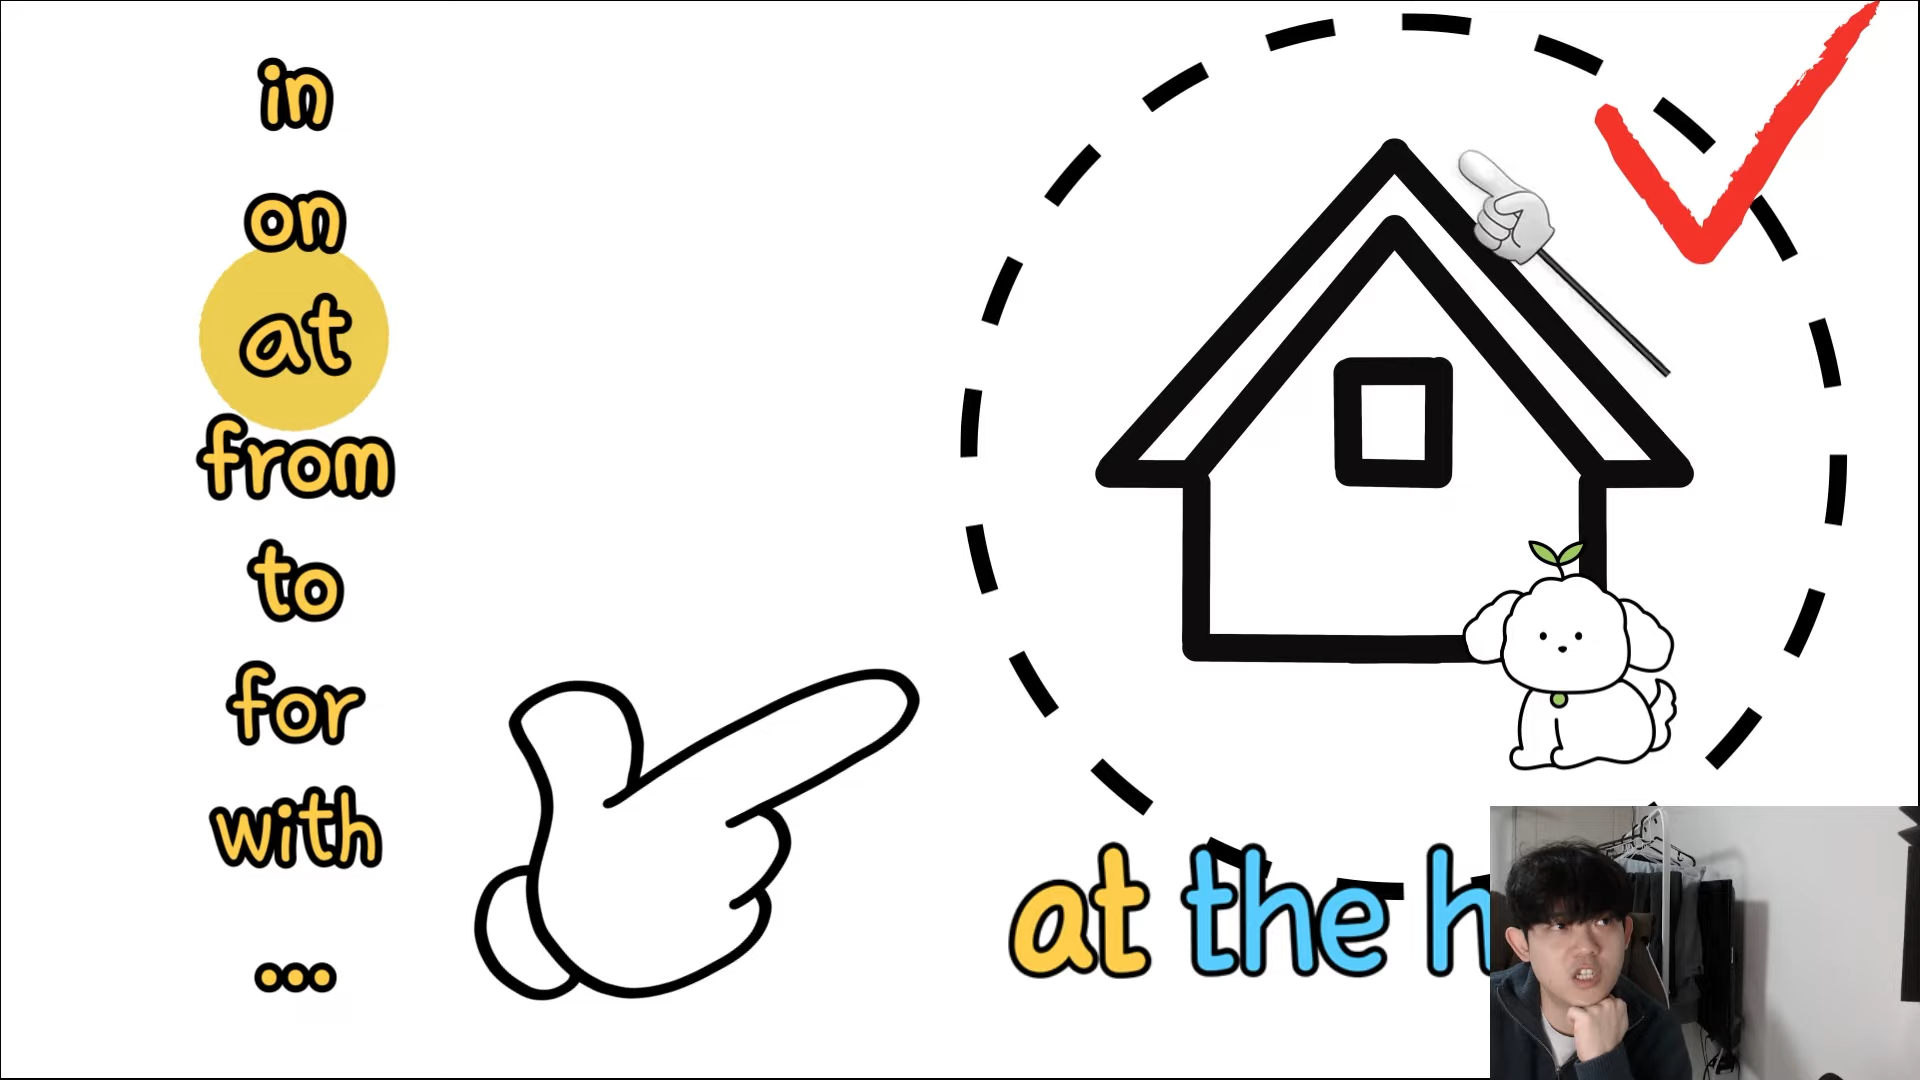 in
on
at
from
to
for
with
...
at the h